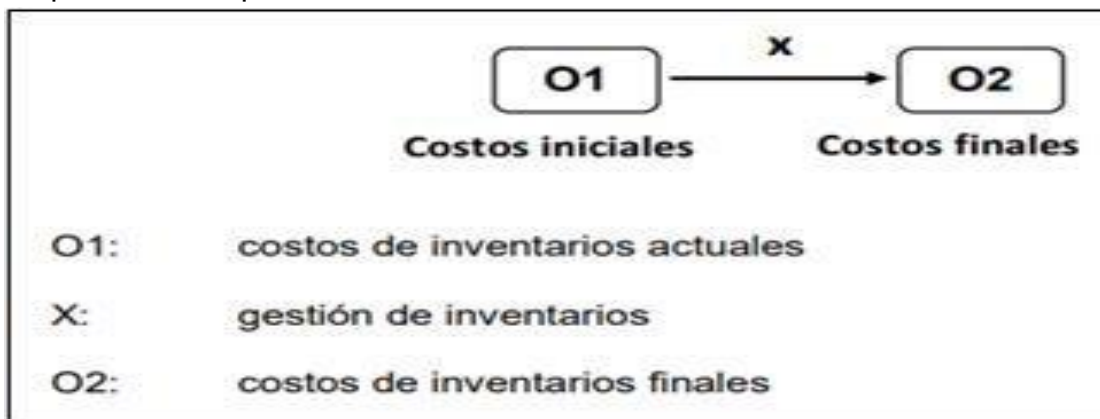 x
O1 O2
Costos iniciales Costos finales
O1: costos de inventarios actuales
X: gestión de inventarios
O2: costos de inventarios finales